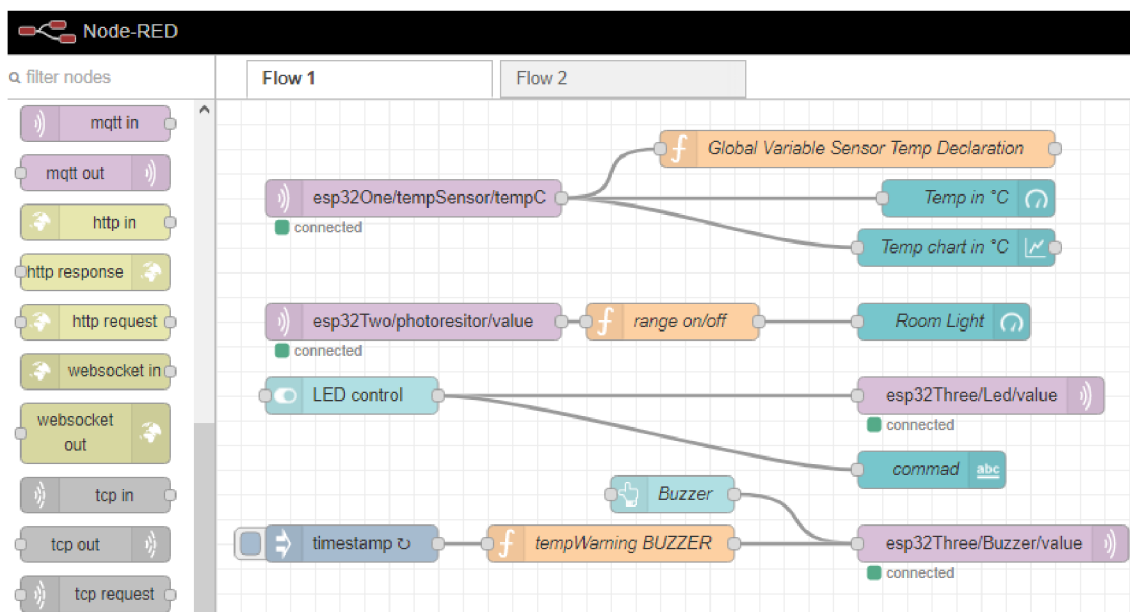 Node-RED
filter nodes
Flow 1
Flow 2
mqtt in
mqtt out
http in
http response
http request
websocket in
websocket
out
tcp in
tcp out
tcp request
Global Variable Sensor Temp Declaration
esp32One/tempSensor/tempC
connected
Temp in °C
Temp chart in °C
esp32Two/photoresitor/value
connected
range on/off
Room Light
LED control
esp32Three/Led/value
connected
commad
abc
Buzzer
timestamp ↻
tempWarning BUZZER
esp32Three/Buzzer/value
connected